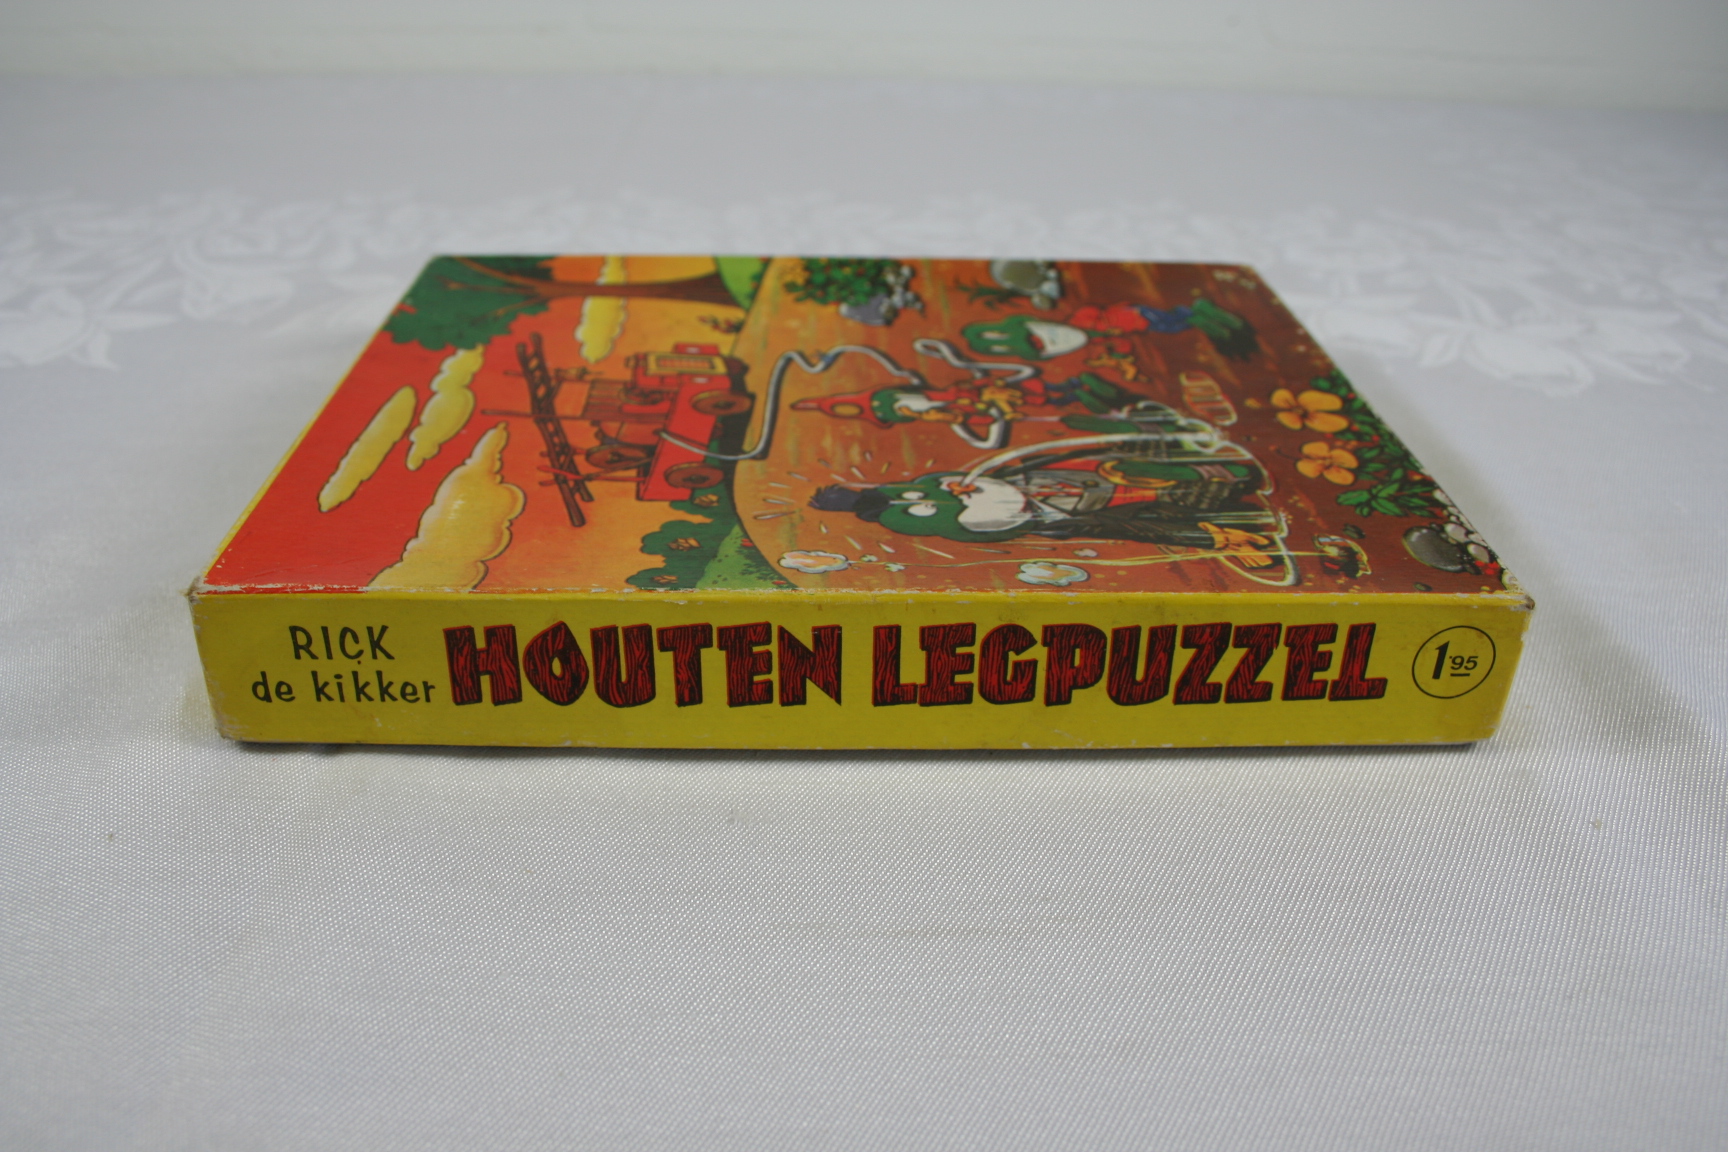 RICK
de kikker
HOUTEN LEGPUZZEL
1.95